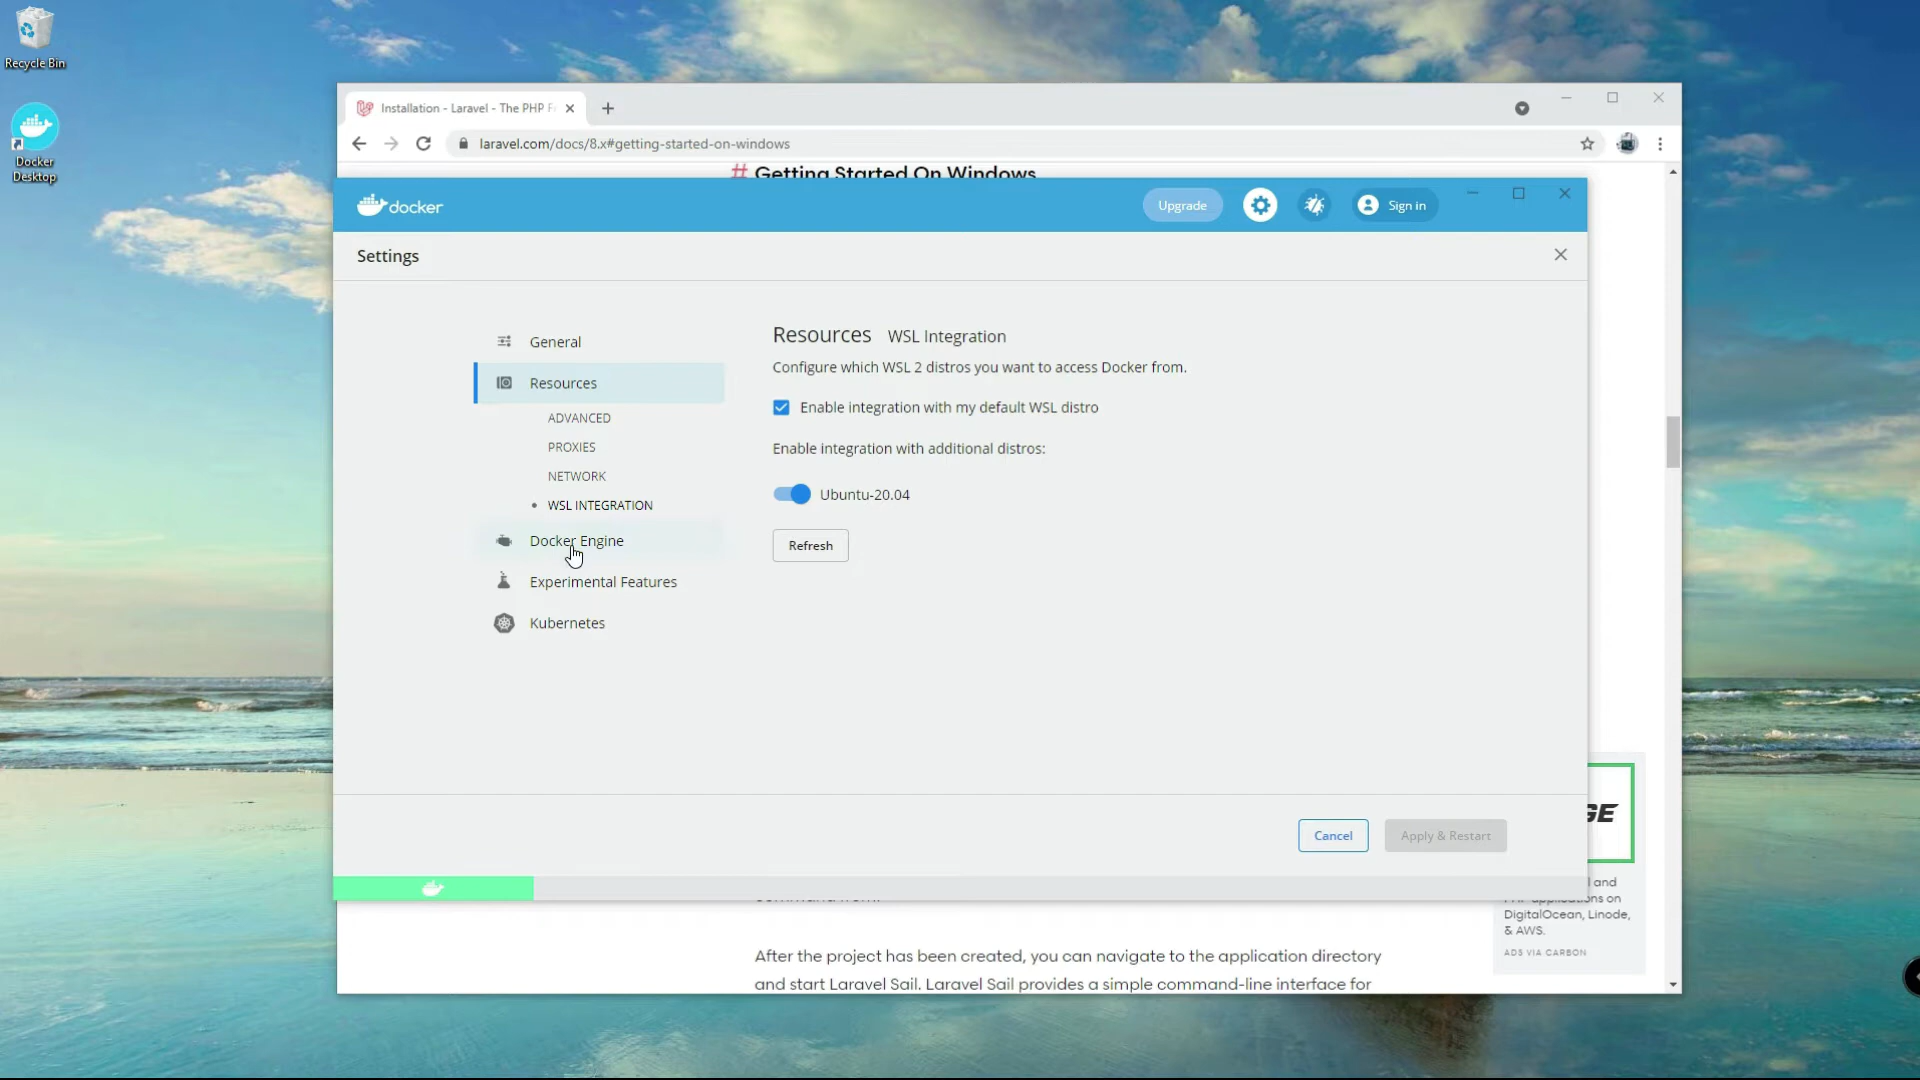 Recycle Bin
Docker
Desktop
Installation - Laravel - The PHP F
laravel.com/docs/8.x#getting-started-on-windows
# Getting Started On Windows
docker
Upgrade
Sign in
Settings
General
Resources
ADVANCED
PROXIES
NETWORK
WSL INTEGRATION
Docker Engine
Experimental Features
Kubernetes
Resources WSL Integration
Configure which WSL 2 distros you want to access Docker from.
Enable integration with my default WSL distro
Enable integration with additional distros:
Ubuntu-20.04
Refresh
Cancel
Apply & Restart
GE
and
applications on
DigitalOcean, Linode,
& AWS.
ADS VIA CARBON
After the project has been created, you can navigate to the application directory
and start Laravel Sail. Laravel Sail provides a simple command-line interface for